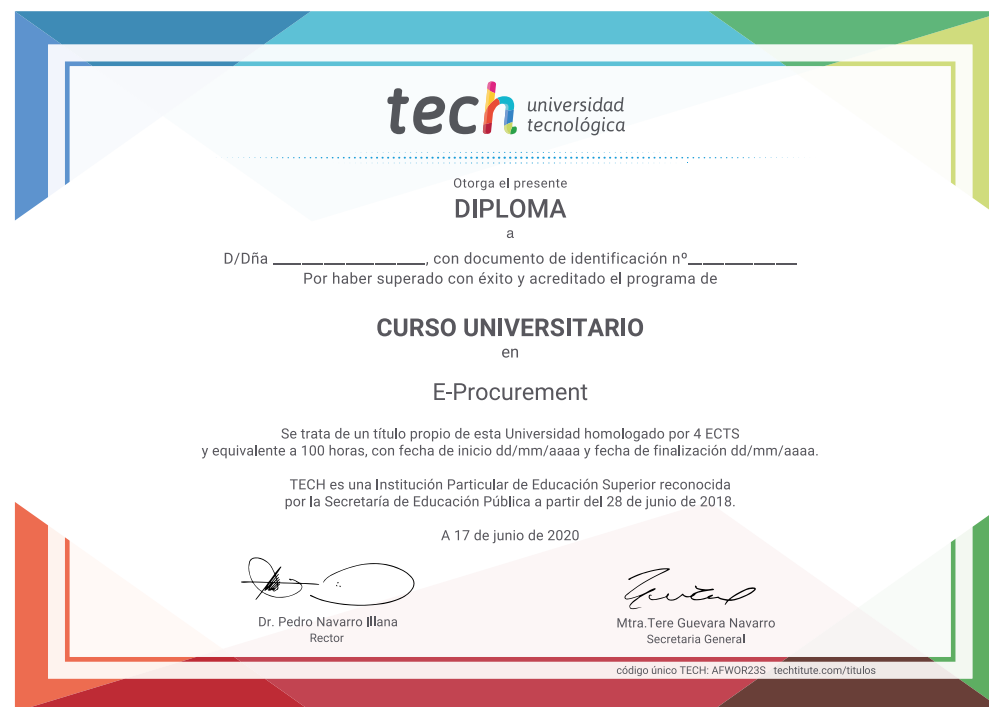 tech universidad
tecnológica
Otorga el presente
DIPLOMA
a
D/Dña ________________, con documento de identificación nº____________
Por haber superado con éxito y acreditado el programa de
CURSO UNIVERSITARIO
en
E-Procurement
Se trata de un título propio de esta Universidad homologado por 4 ECTS
y equivalente a 100 horas, con fecha de inicio dd/mm/aaaa y fecha de finalización dd/mm/aaaa.
TECH es una Institución Particular de Educación Superior reconocida
por la Secretaría de Educación Pública a partir del 28 de junio de 2018.
A 17 de junio de 2020
Dr. Pedro Navarro Illana
Rector
Mtra.Tere Guevara Navarro
Secretaria General
código único TECH: AFWOR23S techtitute.com/titulos